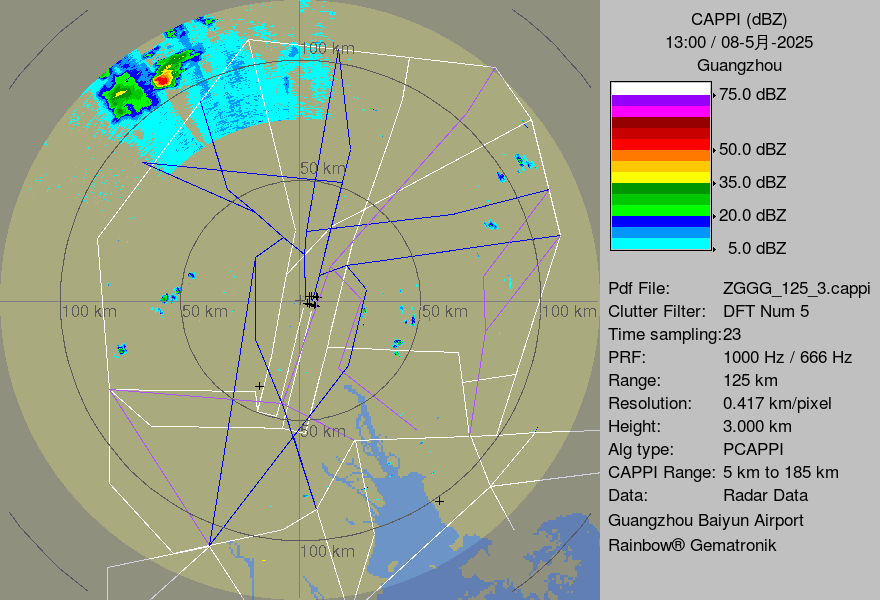 100 km
50 km
100 km
50 km
50 km
100 km
50 km
100 km
CAPPI (dBZ)
13:00 / 08-5月-2025
Guangzhou
75.0 dBZ
50.0 dBZ
35.0 dBZ
20.0 dBZ
5.0 dBZ
Pdf File: ZGGG_125_3.cappi
Clutter Filter: DFT Num 5
Time sampling:23
PRF: 1000 Hz / 666 Hz
Range: 125 km
Resolution: 0.417 km/pixel
Height: 3.000 km
Alg type: PCAPPI
CAPPI Range: 5 km to 185 km
Data: Radar Data
Guangzhou Baiyun Airport
Rainbow® Gematronik